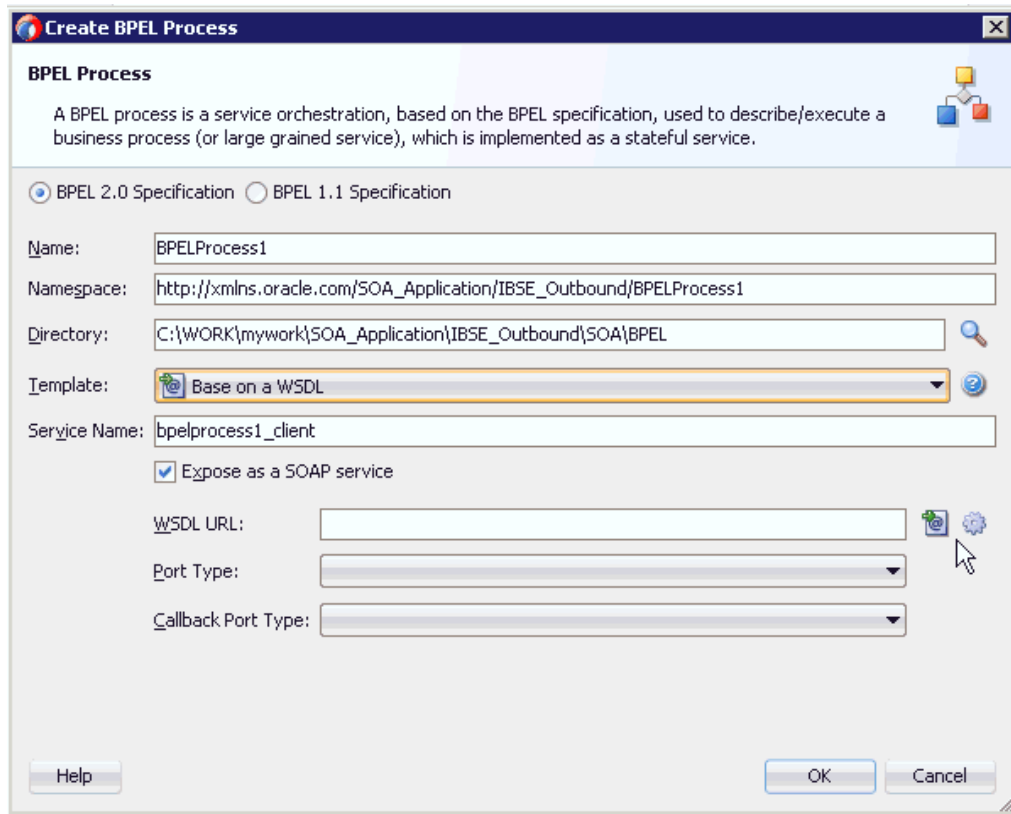 Create BPEL Process
BPEL Process
A BPEL process is a service orchestration, based on the BPEL specification, used to describe/execute a
business process (or large grained service), which is implemented as a stateful service.
BPEL 2.0 Specification BPEL 1.1 Specification
Name: BPELProcess1
Namespace: http://xmlns.oracle.com/SOA_Application/IBSE_Outbound/BPELProcess1
Directory: C:\WORK\mywork\SOA_Application\IBSE_Outbound\SOA\BPEL
Template: Base on a WSDL
Service Name: bpelprocess1_client
Expose as a SOAP service
WSDL URL:
Port Type:
Callback Port Type:
Help OK Cancel